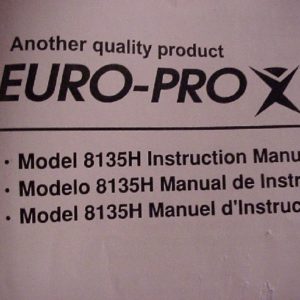 Another quality product
EURO-PRO X
· Model 8135H Instruction Manu
· Modelo 8135H Manual de Instr
· Model 8135H Manuel d'Instruc